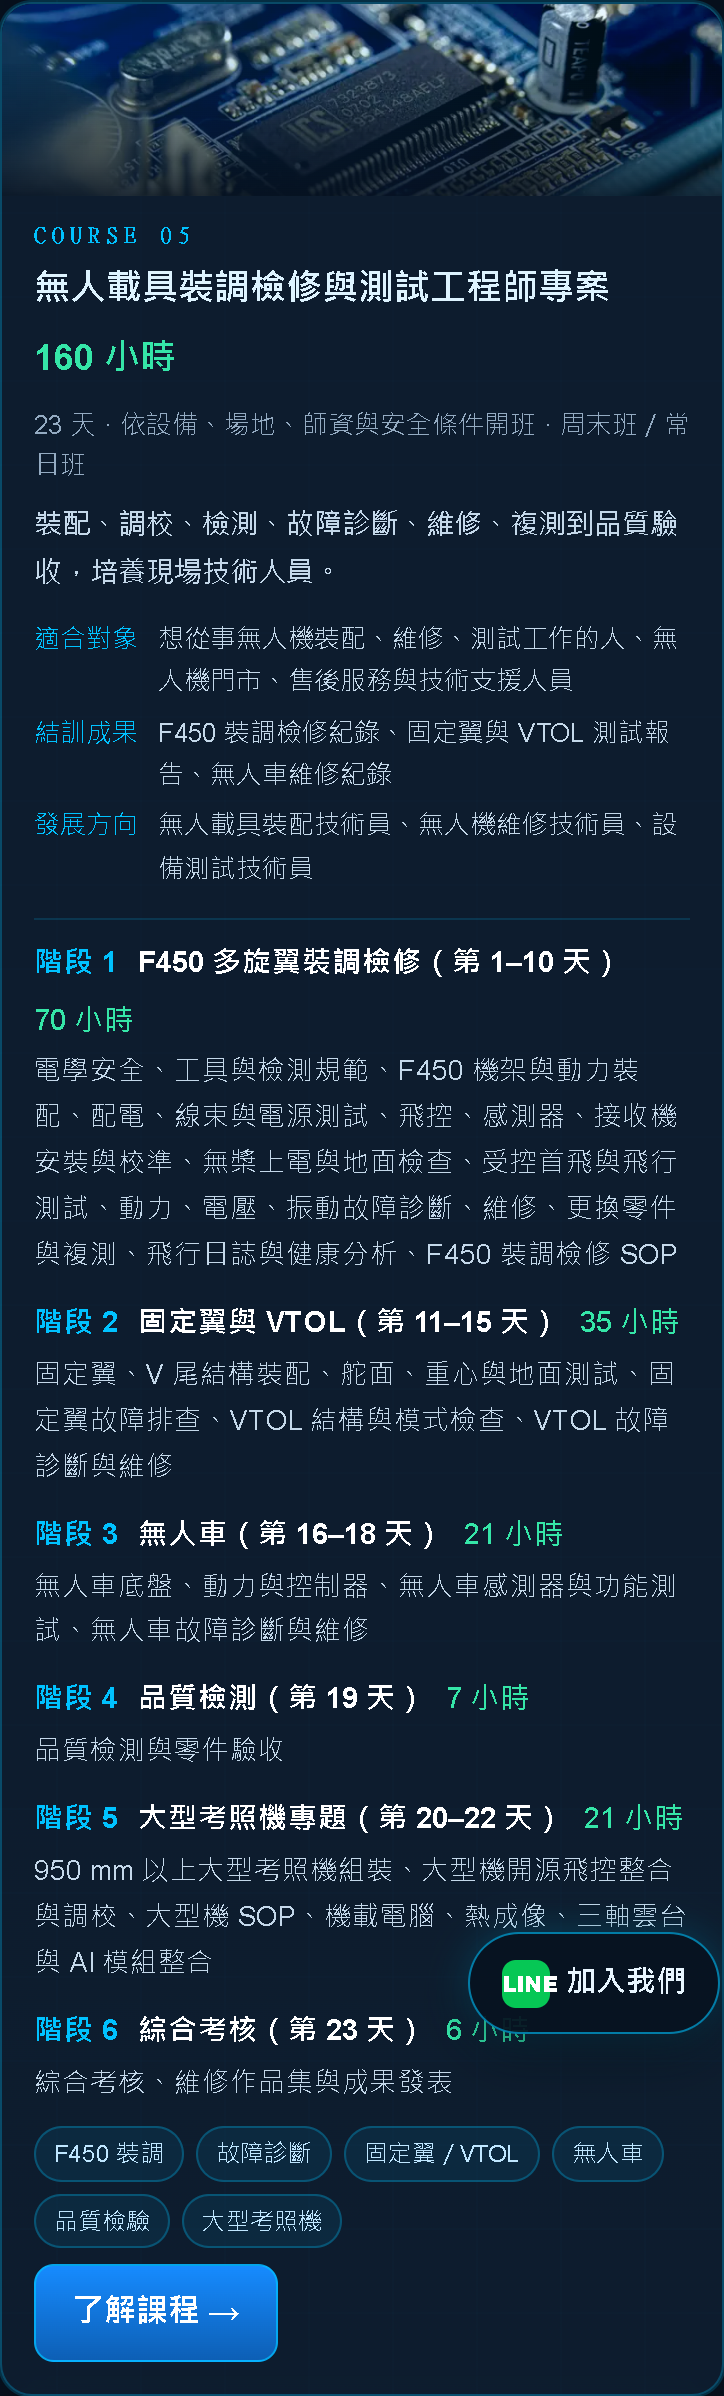 ICS
7323873
0702
954148AELF
TEAPO
COURSE 05
無人載具裝調檢修與測試工程師專案
160 小時
23 天 · 依設備、場地、師資與安全條件開班 · 周末班 / 常
日班
裝配、調校、檢測、故障診斷、維修、複測到品質驗
收，培養現場技術人員。
適合對象 想從事無人機裝配、維修、測試工作的人、無
人機門市、售後服務與技術支援人員
結訓成果 F450 裝調檢修紀錄、固定翼與 VTOL 測試報
告、無人車維修紀錄
發展方向 無人載具裝配技術員、無人機維修技術員、設
備測試技術員
階段 1 F450 多旋翼裝調檢修（第 1–10 天）
70 小時
電學安全、工具與檢測規範、F450 機架與動力裝
配、配電、線束與電源測試、飛控、感測器、接收機
安裝與校準、無槳上電與地面檢查、受控首飛與飛行
測試、動力、電壓、振動故障診斷、維修、更換零件
與複測、飛行日誌與健康分析、F450 裝調檢修 SOP
階段 2 固定翼與 VTOL（第 11–15 天） 35 小時
固定翼、V 尾結構裝配、舵面、重心與地面測試、固
定翼故障排查、VTOL 結構與模式檢查、VTOL 故障
診斷與維修
階段 3 無人車（第 16–18 天） 21 小時
無人車底盤、動力與控制器、無人車感測器與功能測
試、無人車故障診斷與維修
階段 4 品質檢測（第 19 天） 7 小時
品質檢測與零件驗收
階段 5 大型考照機專題（第 20–22 天） 21 小時
950 mm 以上大型考照機組裝、大型機開源飛控整合
與調校、大型機 SOP、機載電腦、熱成像、三軸雲台
與 AI 模組整合
LINE 加入我們
階段 6 綜合考核（第 23 天） 6 小時
綜合考核、維修作品集與成果發表
F450 裝調 故障診斷 固定翼 / VTOL 無人車
品質檢驗 大型考照機
了解課程 →